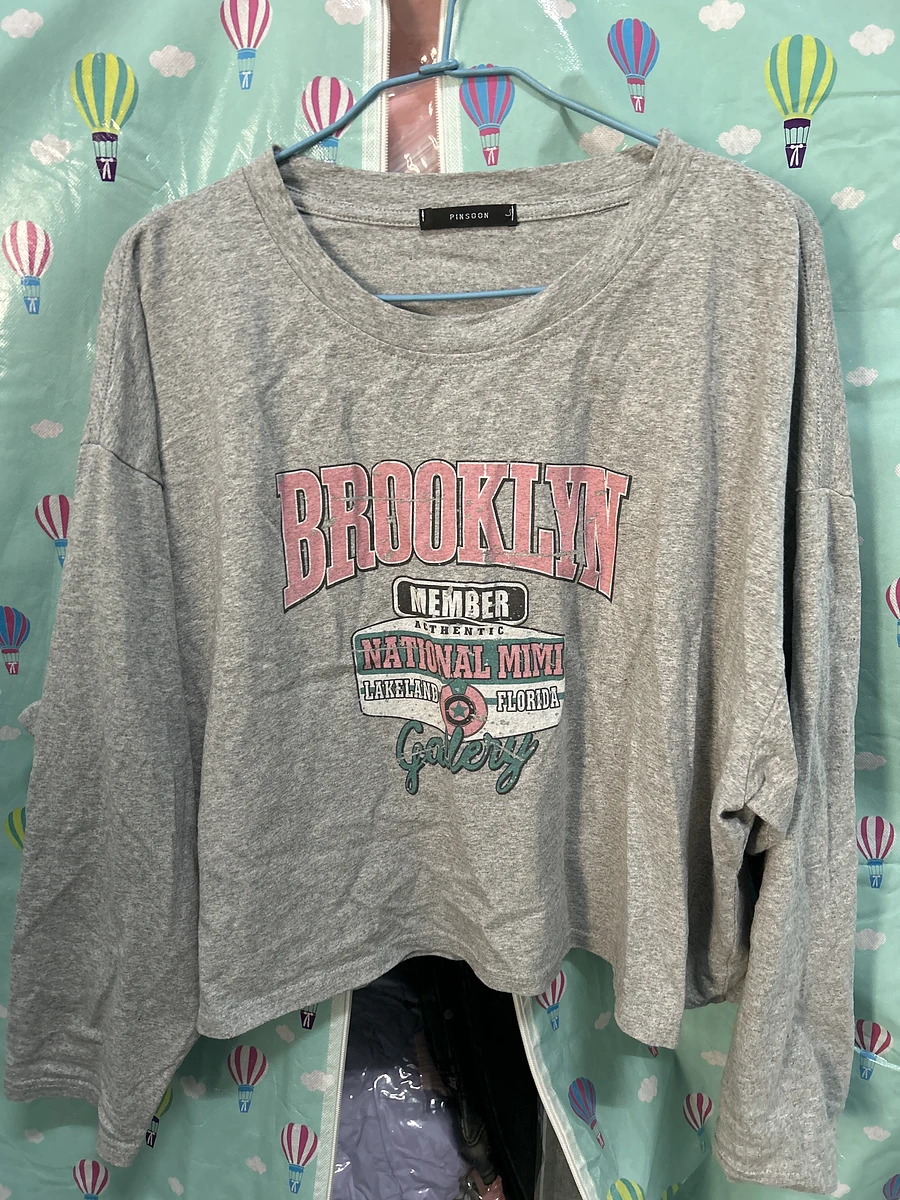 PINSOON L
BROOKLYN
MEMBER
AUTHENTIC
NATIONAL MIMI
LAKELAND FLORIDA
Galery